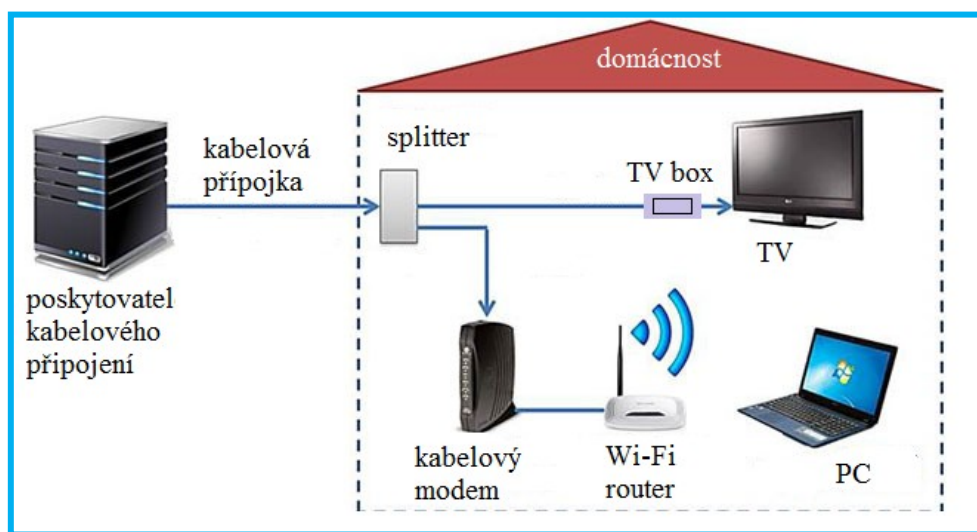 domácnost
kabelová
přípojka
splitter
TV box
TV
poskytovatel
kabelového
připojení
kabelový
modem
Wi-Fi
router
PC